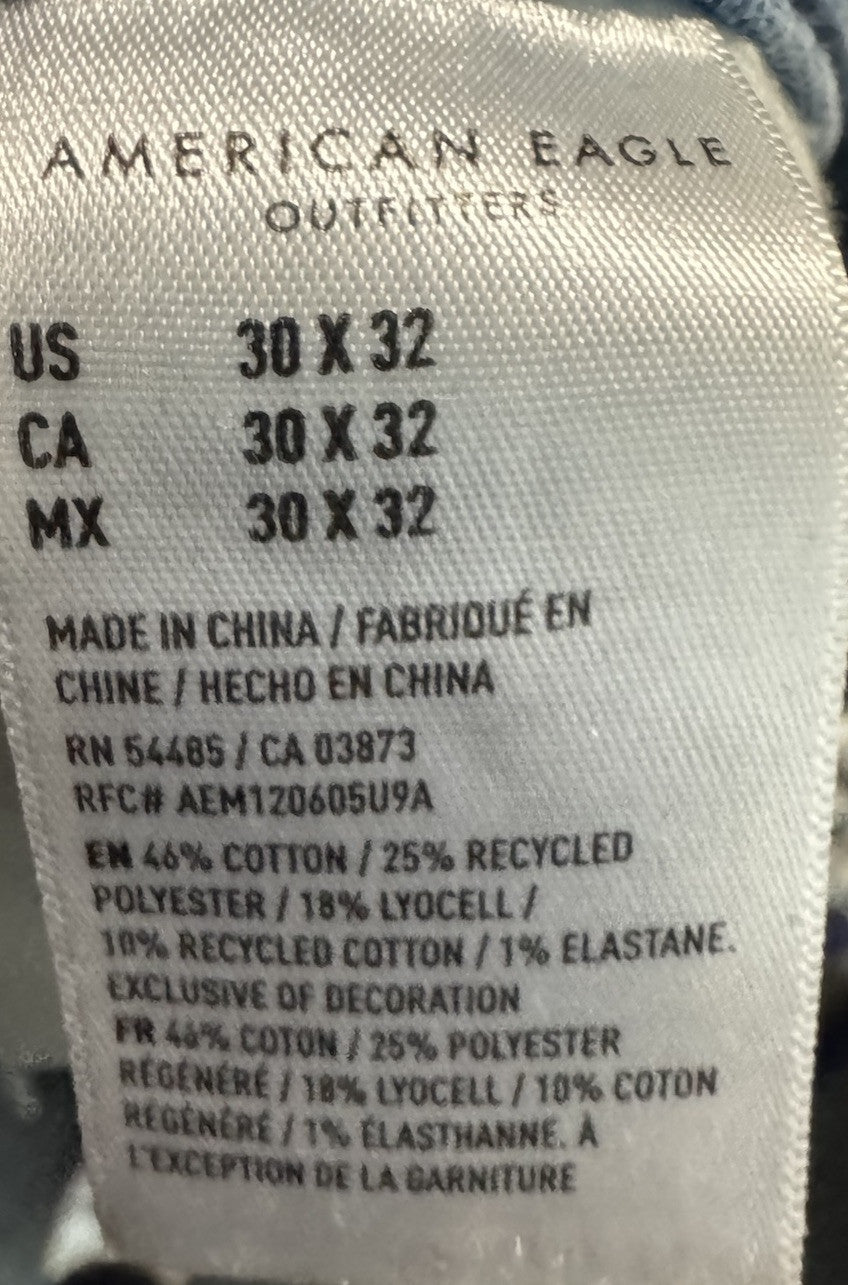 AMERICAN EAGLE
OUTFITTERS
US 30 X 32
CA 30 X 32
MX 30 X 32
MADE IN CHINA / FABRIQUÉ EN
CHINE / HECHO EN CHINA
RN 54485 / CA 03873
RFC# AEM120605U9A
EN 46% COTTON / 25% RECYCLED
POLYESTER / 18% LYOCELL /
10% RECYCLED COTTON / 1% ELASTANE.
EXCLUSIVE OF DECORATION
FR 46% COTON / 25% POLYESTER
RÉGÉNÉRÉ / 18% LYOCELL / 10% COTON
RÉGÉNÉRÉ / 1% ÉLASTHANNE. À
L'EXCEPTION DE LA GARNITURE